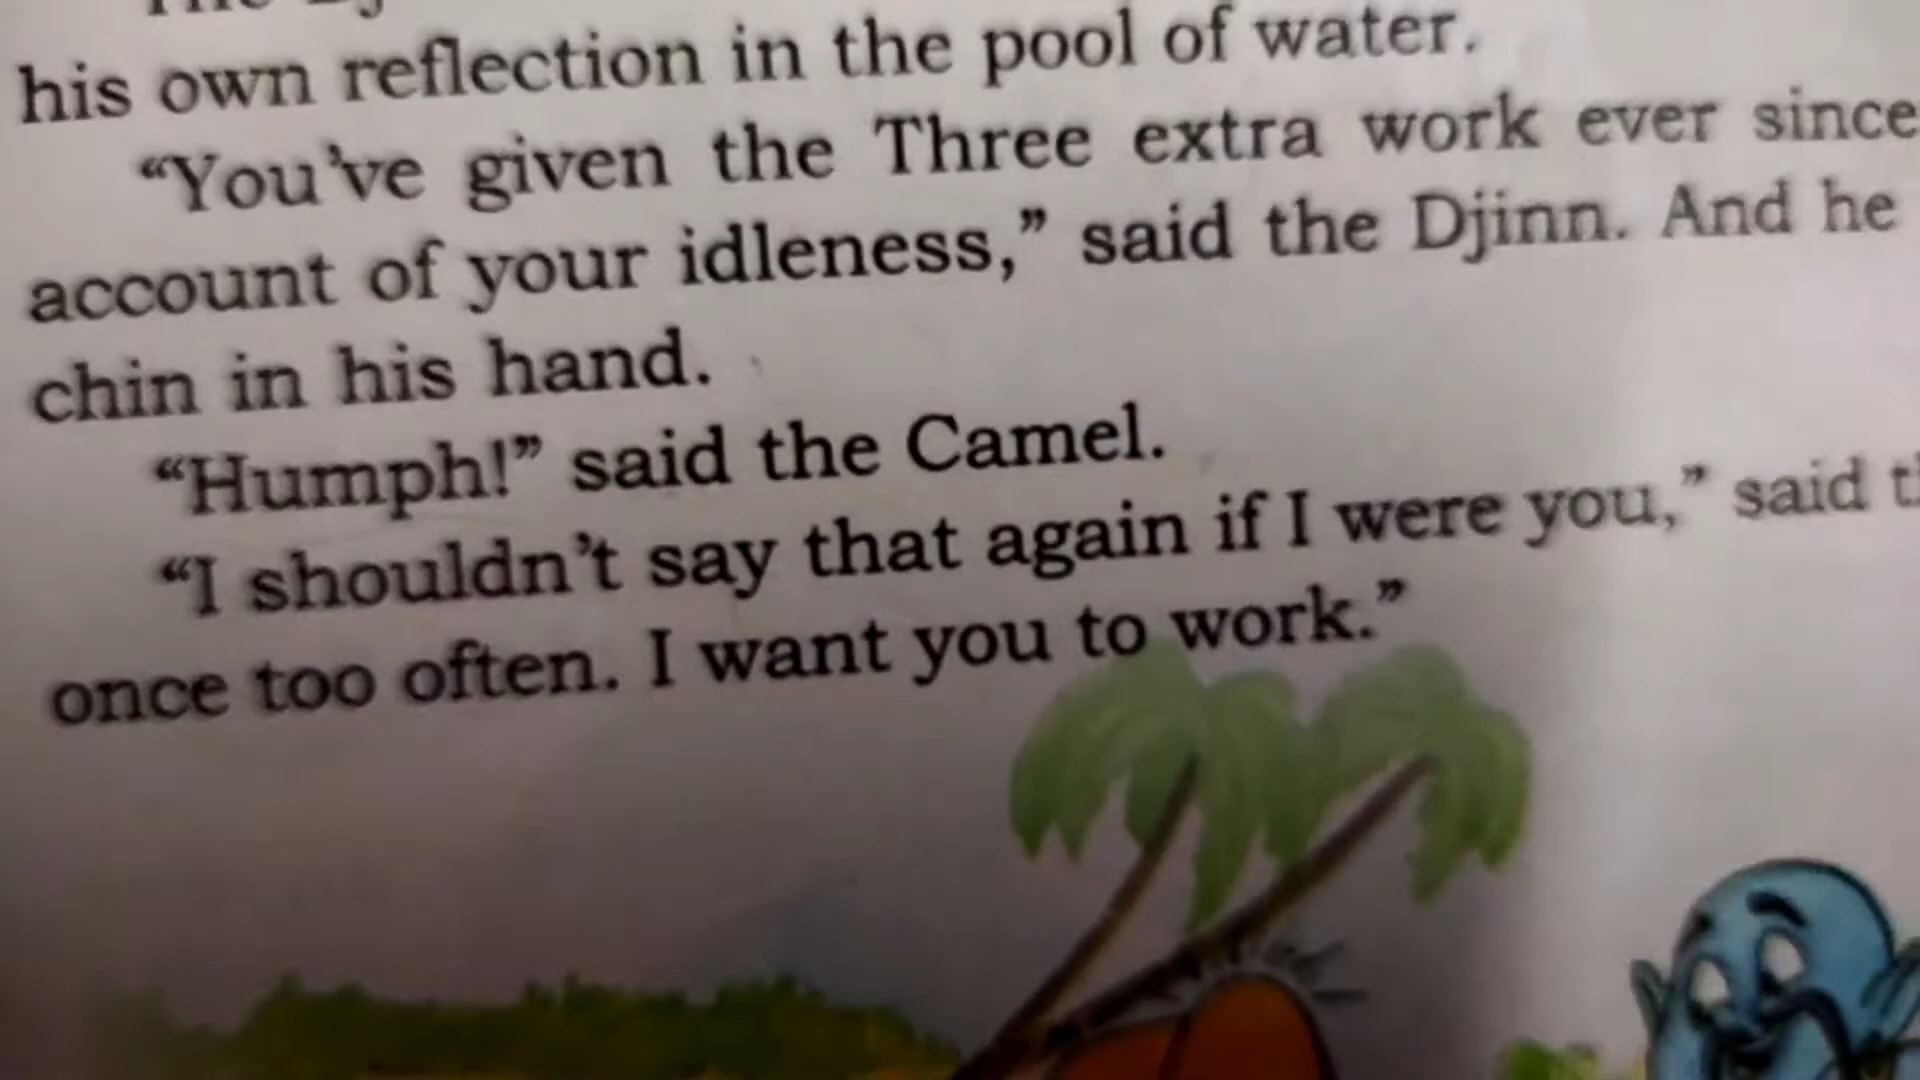 his own reflection in the pool of water.
“You’ve given the Three extra work ever since
account of your idleness,” said the Djinn. And he
chin in his hand.
“Humph!” said the Camel.
“I shouldn’t say that again if I were you,” said
once too often. I want you to work.”